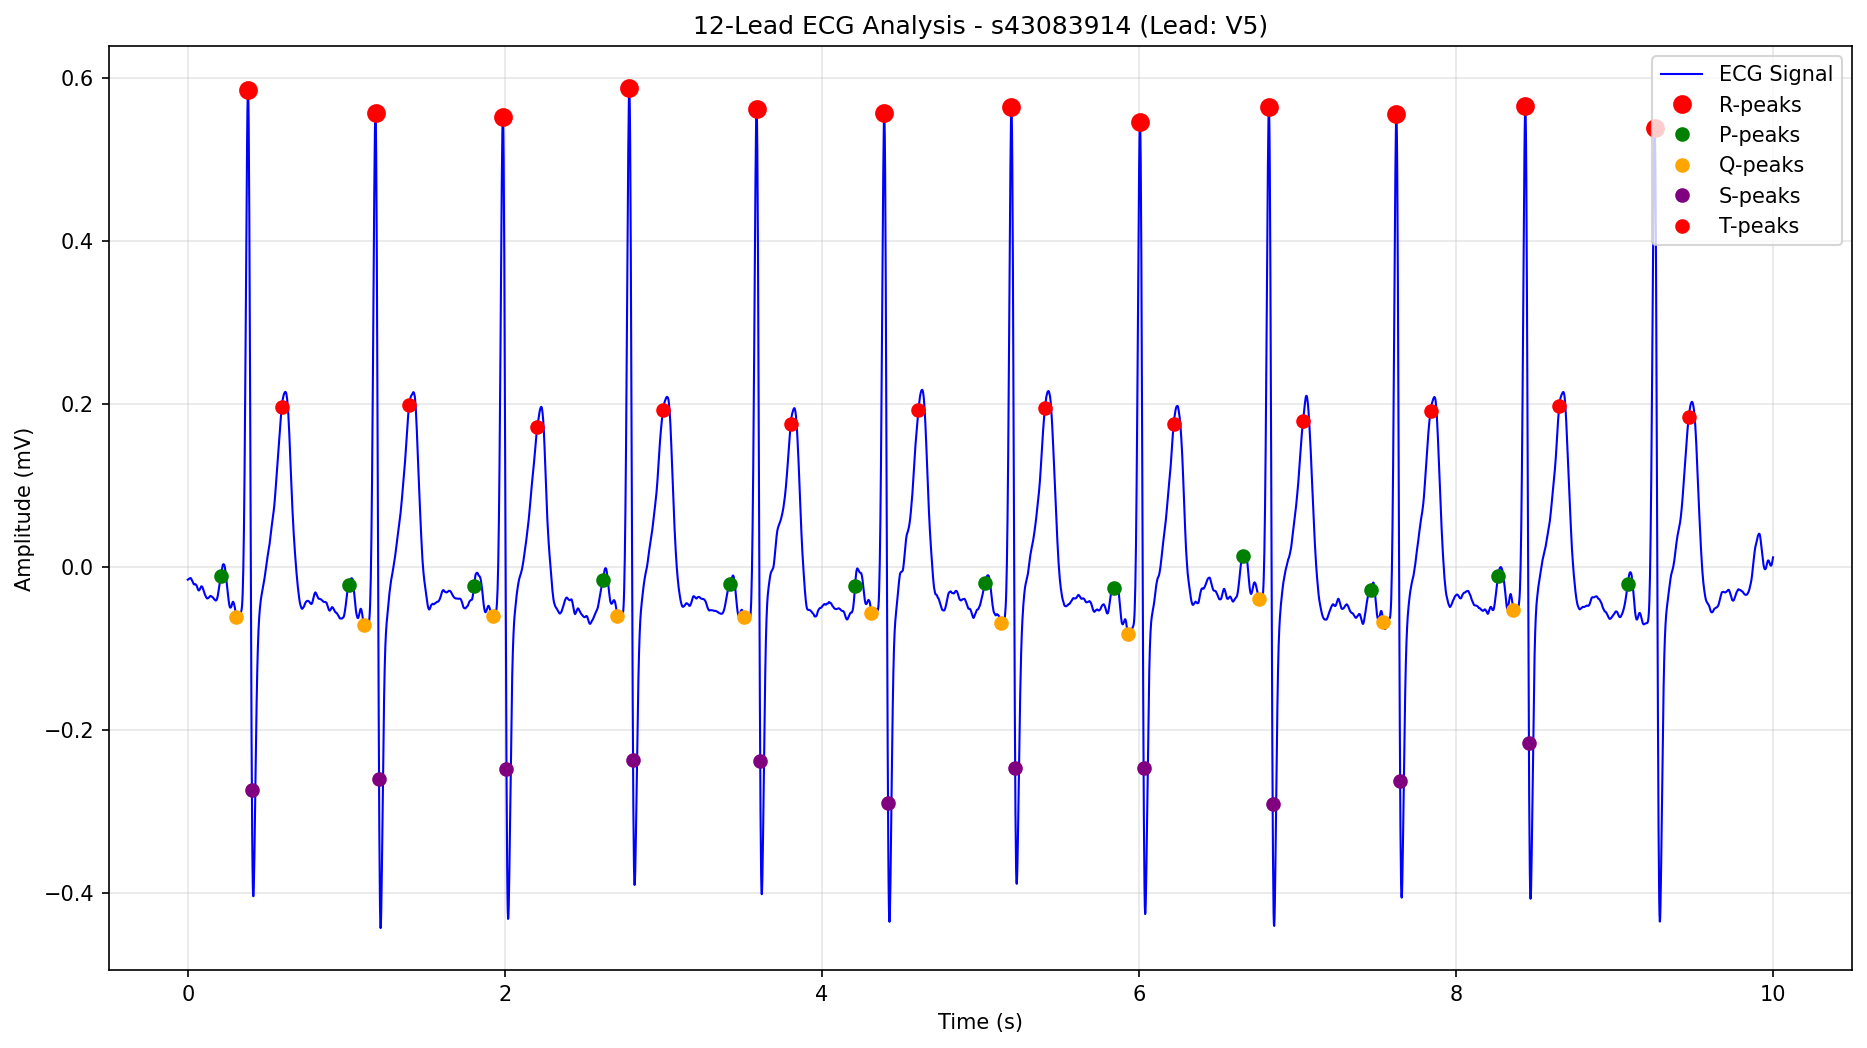 12-Lead ECG Analysis - s43083914 (Lead: V5)
ECG Signal
R-peaks
P-peaks
Q-peaks
S-peaks
T-peaks
Amplitude (mV)
0.6
0.4
0.2
0.0
−0.2
−0.4
0
2
4
6
8
10
Time (s)